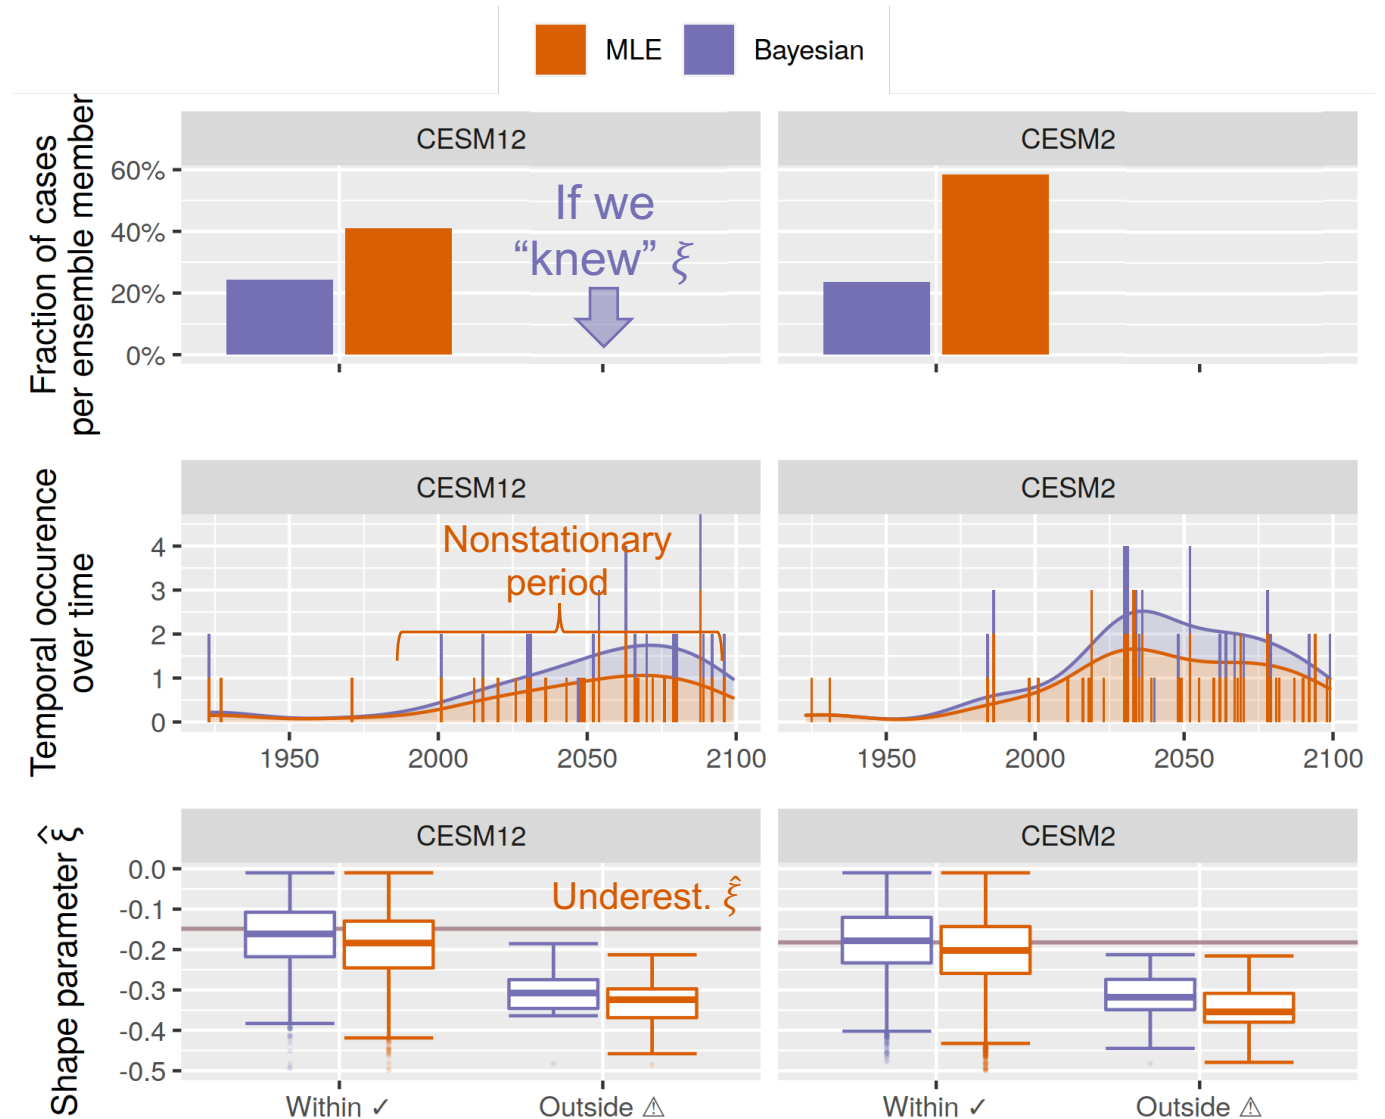 MLE Bayesian
Fraction of cases
per ensemble member
CESM12
CESM2
60%
40%
20%
0%
If we
“knew” ξ
Temporal occurence
over time
CESM12
CESM2
4
3
2
1
0
Nonstationary
period
1950 2000 2050 2100
1950 2000 2050 2100
Shape parameter ξ̂
CESM12
CESM2
0.0
-0.1
-0.2
-0.3
-0.4
-0.5
Underest. ξ̂
Within ✓ Outside ⚠
Within ✓ Outside ⚠